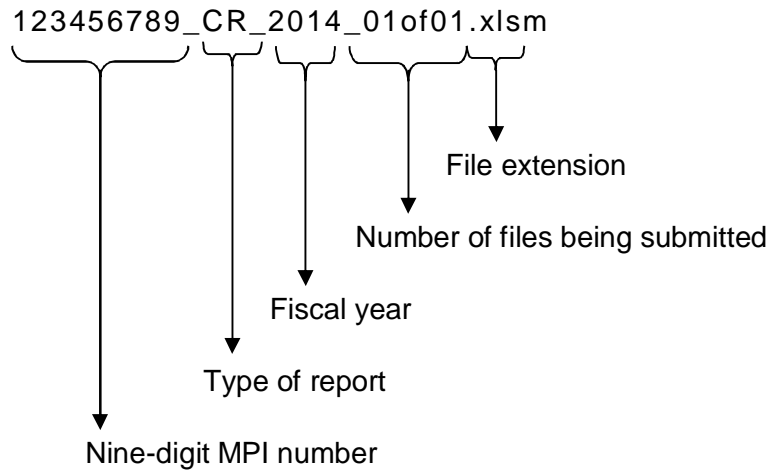 123456789_CR_2014_01of01.xlsm
File extension
Number of files being submitted
Fiscal year
Type of report
Nine-digit MPI number